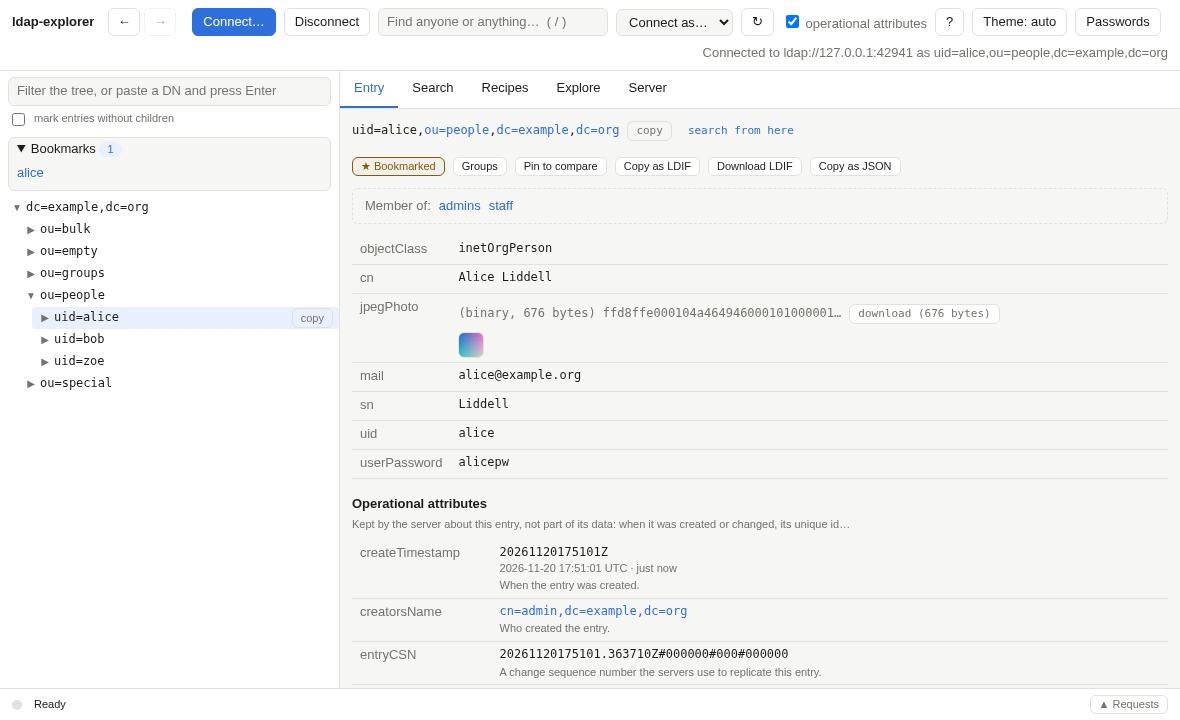 ldap-explorer ← → Connect… Disconnect Find anyone or anything… ( / ) Connect as… ↻ operational attributes ? Theme: auto Passwords
Connected to ldap://127.0.0.1:42941 as uid=alice,ou=people,dc=example,dc=org
Filter the tree, or paste a DN and press Enter
mark entries without children
▼ Bookmarks 1
alice
▼ dc=example,dc=org
▶ ou=bulk
▶ ou=empty
▶ ou=groups
▼ ou=people
▶ uid=alice copy
▶ uid=bob
▶ uid=zoe
▶ ou=special
Entry Search Recipes Explore Server
uid=alice,ou=people,dc=example,dc=org copy search from here
★ Bookmarked Groups Pin to compare Copy as LDIF Download LDIF Copy as JSON
Member of: admins staff
objectClass inetOrgPerson
cn Alice Liddell
jpegPhoto (binary, 676 bytes) ffd8ffe000104a464946000101000001… download (676 bytes)
mail alice@example.org
sn Liddell
uid alice
userPassword alicepw
Operational attributes
Kept by the server about this entry, not part of its data: when it was created or changed, its unique id…
createTimestamp 20261120175101Z
2026-11-20 17:51:01 UTC · just now
When the entry was created.
creatorsName cn=admin,dc=example,dc=org
Who created the entry.
entryCSN 20261120175101.363710Z#000000#000#000000
A change sequence number the servers use to replicate this entry.
Ready ▲ Requests